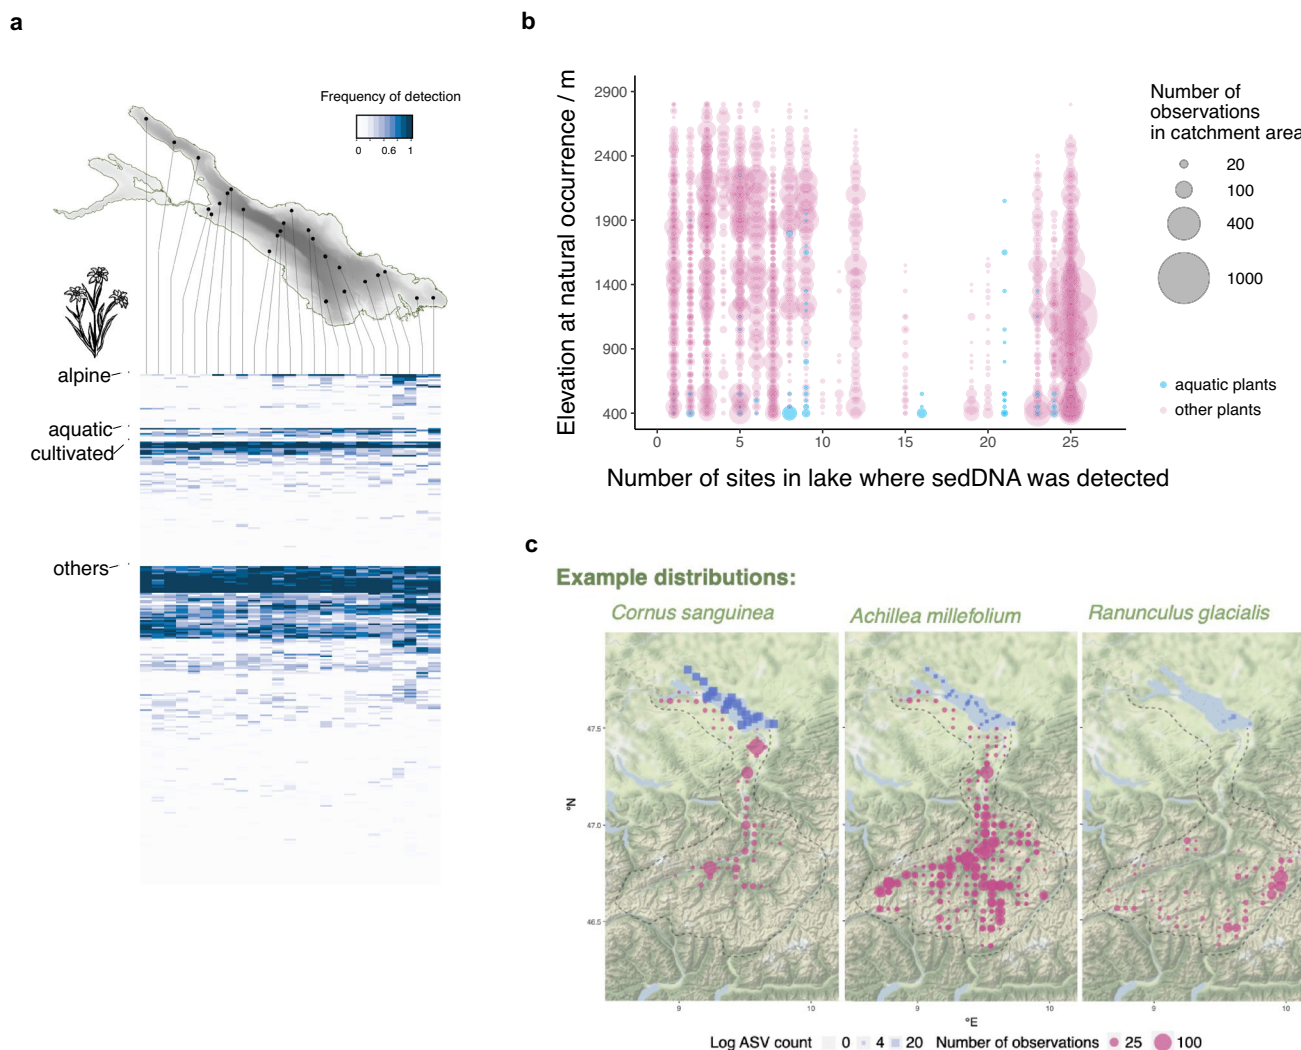 a
Frequency of detection
0 0.6 1
alpine
aquatic
cultivated
others
b
Elevation at natural occurrence / m
2900
2400
1900
1400
900
400
0 5 10 15 20 25
Number of sites in lake where sedDNA was detected
Number of
observations
in catchment area
20
100
400
1000
aquatic plants
other plants
c
Example distributions:
Cornus sanguinea Achillea millefolium Ranunculus glacialis
47.5
47.0
46.5
°N
9 10 9 10 9 10
°E
Log ASV count 0 4 20 Number of observations 25 100